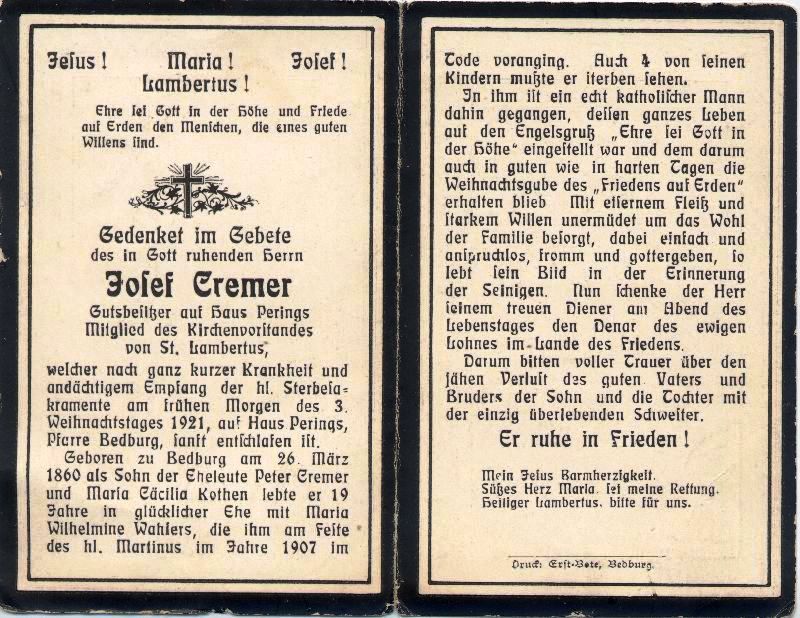 Jesus! Maria! Josef!
Lambertus!
Ehre sei Gott in der Höhe und Friede
auf Erden den Menschen, die eines guten
Willens sind.
Gedenket im Gebete
des in Gott ruhenden Herrn
Josef Cremer
Gutsbesitzer auf Haus Perings
Mitglied des Kirchenvorstandes
von St. Lambertus,
welcher nach ganz kurzer Krankheit und
andächtigem Empfang der hl. Sterbesa-
kramente am frühen Morgen des 3.
Weihnachtstages 1921, auf Haus Perings,
Pfarre Bedburg, sanft entschlafen ist.
Geboren zu Bedburg am 26. März
1860 als Sohn der Eheleute Peter Cremer
und Maria Cäcilia Kothen lebte er 19
Jahre in glücklicher Ehe mit Maria
Wilhelmine Wahlers, die ihm am Feste
des hl. Martinus im Jahre 1907 im
Tode voranging. Auch 4 von seinen
Kindern mußte er sterben sehen.
In ihm ist ein echt katholischer Mann
dahin gegangen, dessen ganzes Leben
auf den Engelsgruß „Ehre sei Gott in
der Höhe" eingestellt war und dem darum
auch in guten wie in harten Tagen die
Weihnachtsgabe des „Friedens auf Erden"
erhalten blieb Mit eisernem Fleiß und
starkem Willen unermüdet um das Wohl
der Familie besorgt, dabei einfach und
anspruchlos, fromm und gottergeben, so
lebt sein Bild in der Erinnerung
der Seinigen. Nun schenke der Herr
seinem treuen Diener am Abend des
Lebenstages den Denar des ewigen
Lohnes im Lande des Friedens.
Darum bitten voller Trauer über den
jähen Verlust des guten Vaters und
Bruders der Sohn und die Tochter mit
der einzig überlebenden Schwester.
Er ruhe in Frieden!
Mein Jesus Barmherzigkeit.
Süßes Herz Maria sei meine Rettung.
Heiliger Lambertus, bitte für uns.
Druck: Erft-Bote, Bedburg.